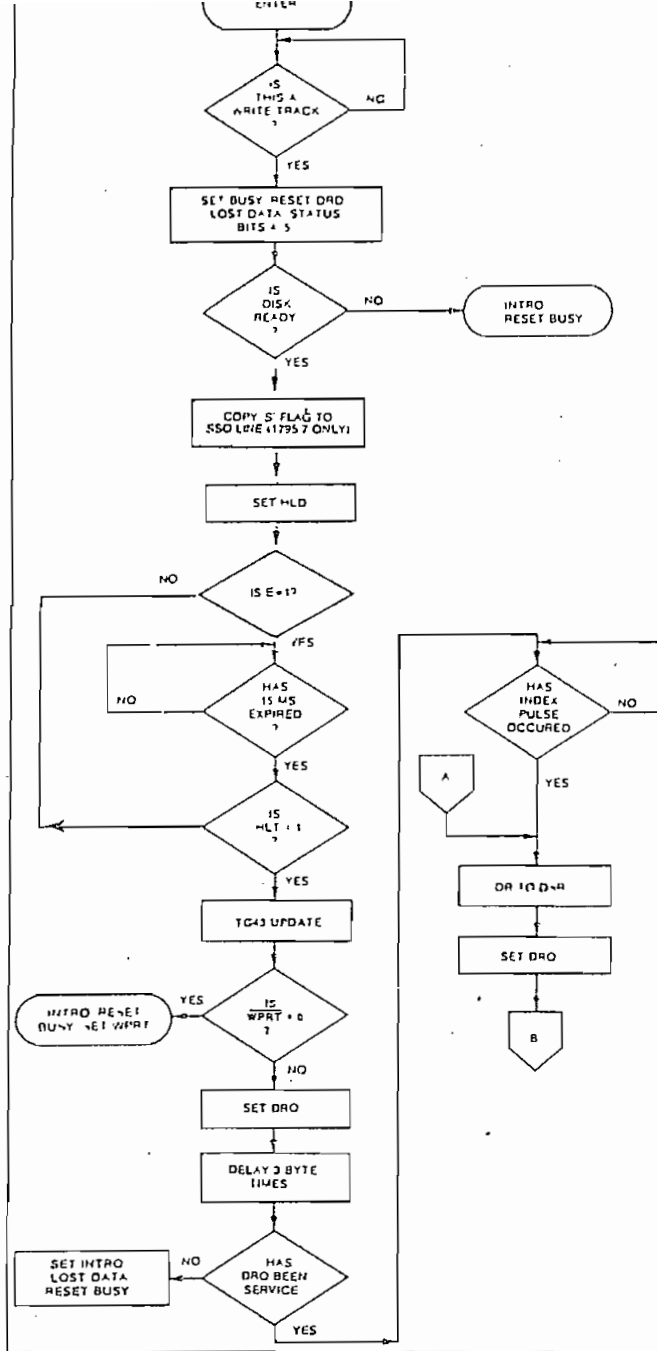 ENTER
IS
THIS A
WRITE TRACK
?
NO
YES
SET BUSY RESET DRQ
LOST DATA STATUS
BITS 4 5
IS
DISK
READY
?
NO
INTRQ
RESET BUSY
YES
COPY 'S' FLAG TO
SSO LINE (1795/7 ONLY)
SET HLD
NO
IS E = 1?
YES
HAS
15 MS
EXPIRED
?
NO
YES
IS
HLT = 1
?
YES
TG43 UPDATE
IS
WPRT = 0
?
YES
INTRQ RESET
BUSY SET WPRT
NO
SET DRQ
DELAY 3 BYTE
TIMES
HAS
DRQ BEEN
SERVICE
NO
SET INTRQ
LOST DATA
RESET BUSY
YES
HAS
INDEX
PULSE
OCCURED
NO
YES
A
DR TO DSR
SET DRQ
B